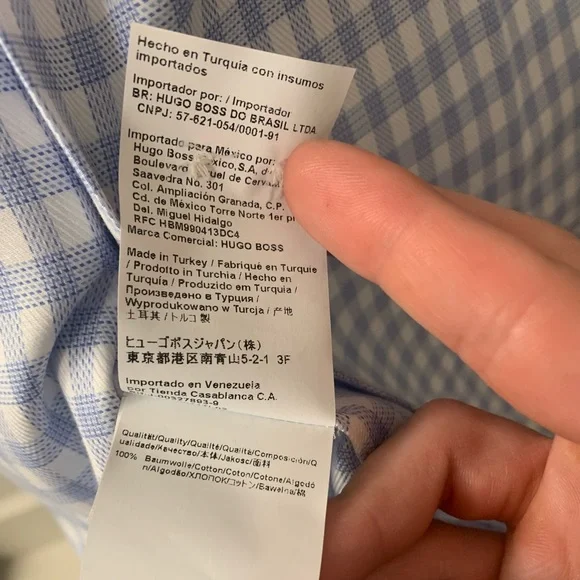 Hecho en Turquia con insumos
importados
Importador por: / Importador
BR: HUGO BOSS DO BRASIL LTDA
CNPJ: 57-621-054/0001-91
Importado para México por:
Hugo Boss S.A.
Boulevard de
Saavedra No. 301
Col. Ampliación Granada, C.P.
Cd. de México Torre Norte 1er
Del. Miguel Hidalgo
RFC HBM990413DC4
Marca Comercial: HUGO BOSS
Made in Turkey / Fabriqué en Turquie
/ Prodotto in Turchia / Hecho en
Turquía / Produzido em Turquia /
Произведено в Турции /
Wyprodukowano w Turcja / 产地
土耳其 / トルコ製
ヒューゴボスジャパン(株)
東京都港区南青山5-2-1 3F
Importado en Venezuela
por Tienda Casablanca C.A.
Qualität/Quality/Qualité/Qualità/Composición/Q
ualidade/Качество/本体/Jakość/面料
100% Baumwolle/Cotton/Coton/Cotone/Algodó
n/Algodão/ХЛОПОК/コットン/Bawełna/棉